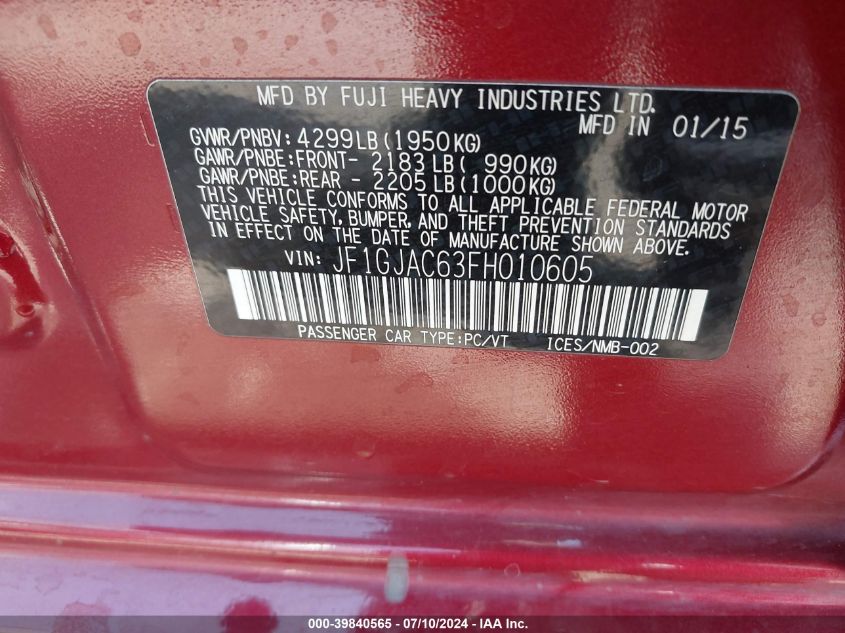 MFD BY FUJI HEAVY INDUSTRIES LTD.
MFD IN 01/15
GVWR/PNBV: 4299LB (1950KG)
GAWR/PNBE:FRONT- 2183LB ( 990KG)
GAWR/PNBE:REAR - 2205LB (1000KG)
THIS VEHICLE CONFORMS TO ALL APPLICABLE FEDERAL MOTOR
VEHICLE SAFETY, BUMPER, AND THEFT PREVENTION STANDARDS
IN EFFECT ON THE DATE OF MANUFACTURE SHOWN ABOVE.
VIN: JF1GJAC63FH010605
PASSENGER CAR TYPE:PC/VT ICES/NMB-002
000-39840565 - 07/10/2024 - IAA Inc.